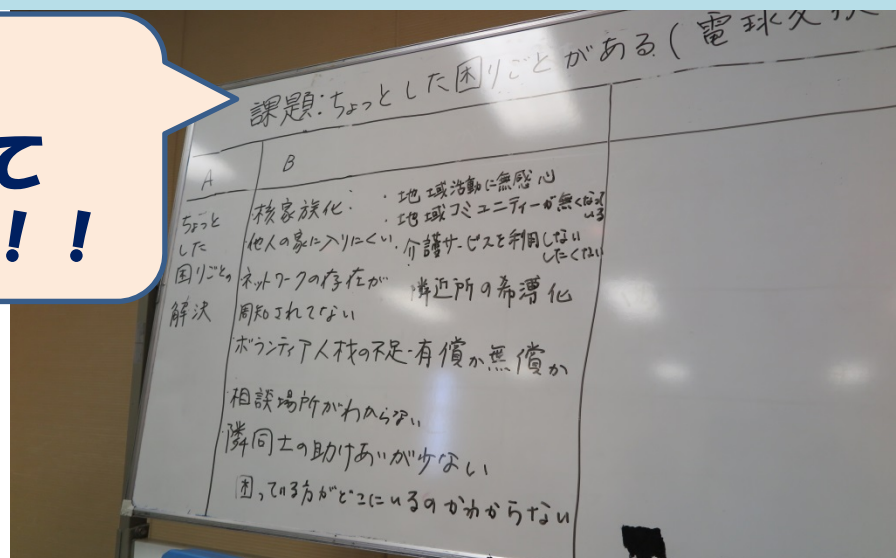 て
！！
課題：ちょっとした困りごとがある（電球交換
A
B
ちょっと
した
困りごとの
解決
核家族化：
・地域活動に無感心
・地域コミュニティーが無くなって
いる
他人の家に入りにくい
・介護サービスを利用しない
したくない
ネットワークの存在が
周知されてない
隣近所の希薄化
ボランティア人材の不足-有償か無償か
相談場所がわからない
隣同士の助けあいが少ない
困っている方がどこにいるのかわからない